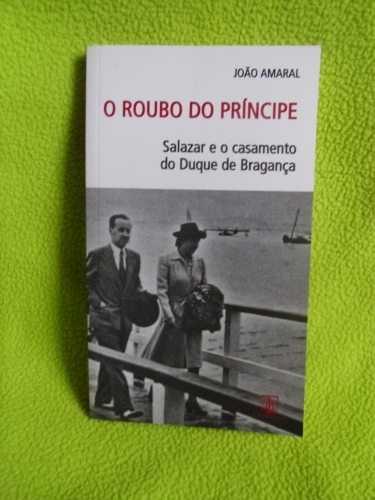 JOÃO AMARAL
O ROUBO DO PRÍNCIPE
Salazar e o casamento
do Duque de Bragança